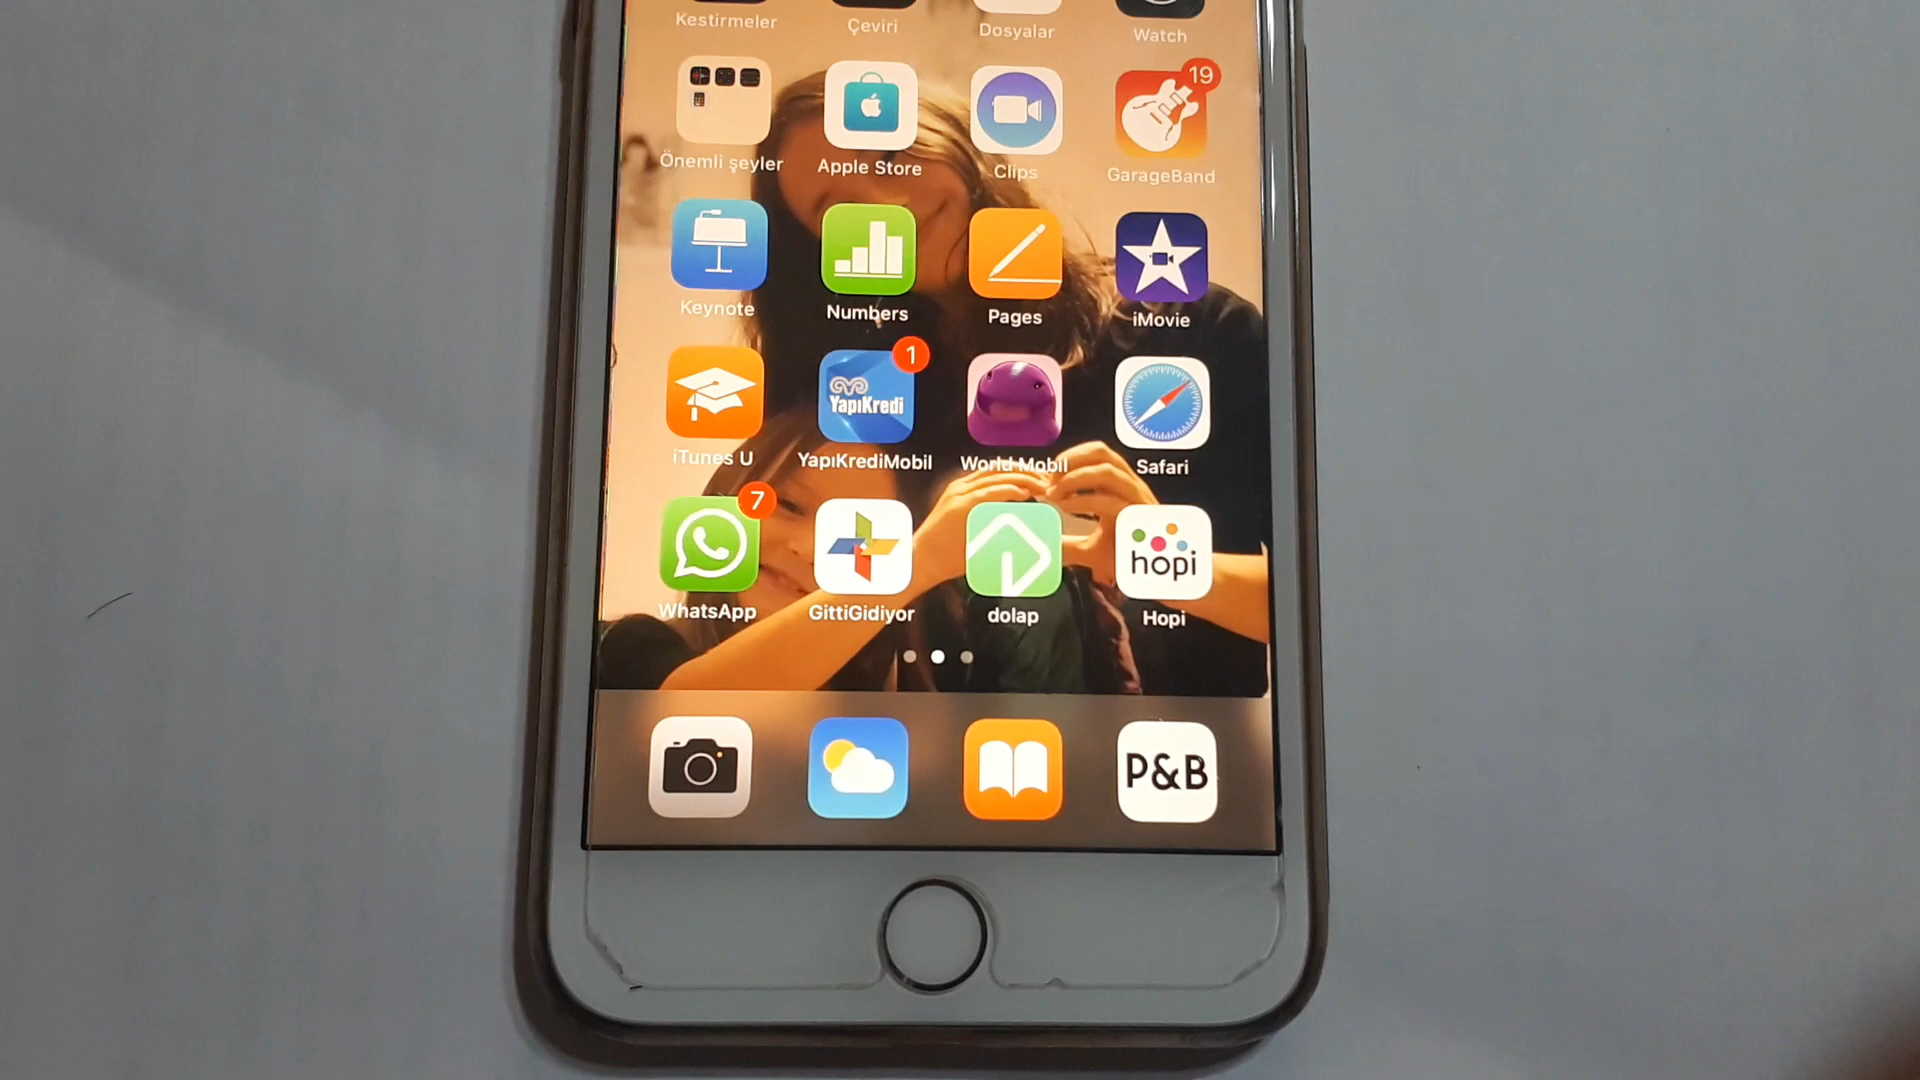 Kestirmeler Çeviri Dosyalar Watch
19
Önemli şeyler Apple Store Clips GarageBand
Keynote Numbers Pages iMovie
1
YapıKredi
iTunes U YapıKrediMobil World Mobil Safari
7
hopi
WhatsApp GittiGidiyor dolap Hopi
P&B